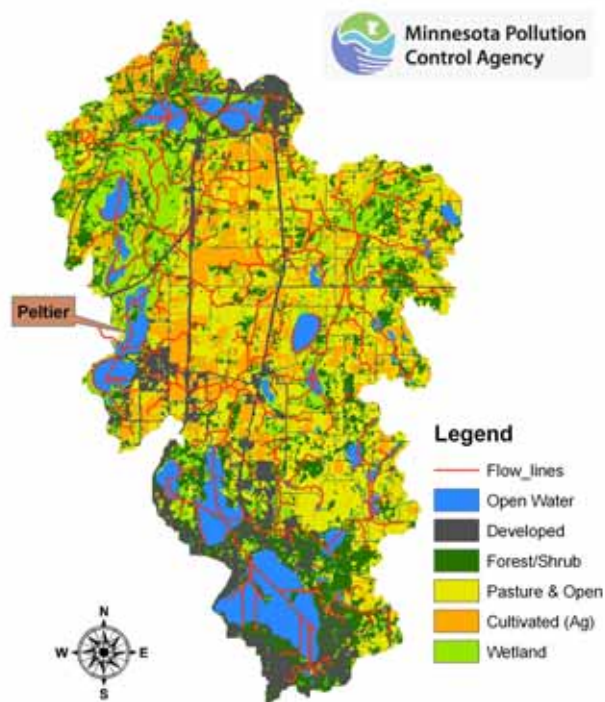 Minnesota Pollution
Control Agency
Peltier
Legend
Flow_lines
Open Water
Developed
Forest/Shrub
Pasture & Open
Cultivated (Ag)
Wetland
N
W E
S